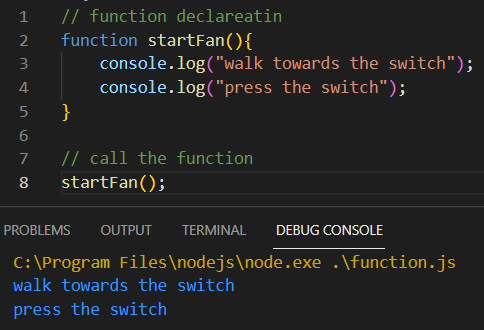 1 // function declareatin
2 function startFan(){
3 console.log("walk towards the switch");
4 console.log("press the switch");
5 }
6
7 // call the function
8 startFan();
PROBLEMS OUTPUT TERMINAL DEBUG CONSOLE
C:\Program Files\nodejs\node.exe .\function.js
walk towards the switch
press the switch